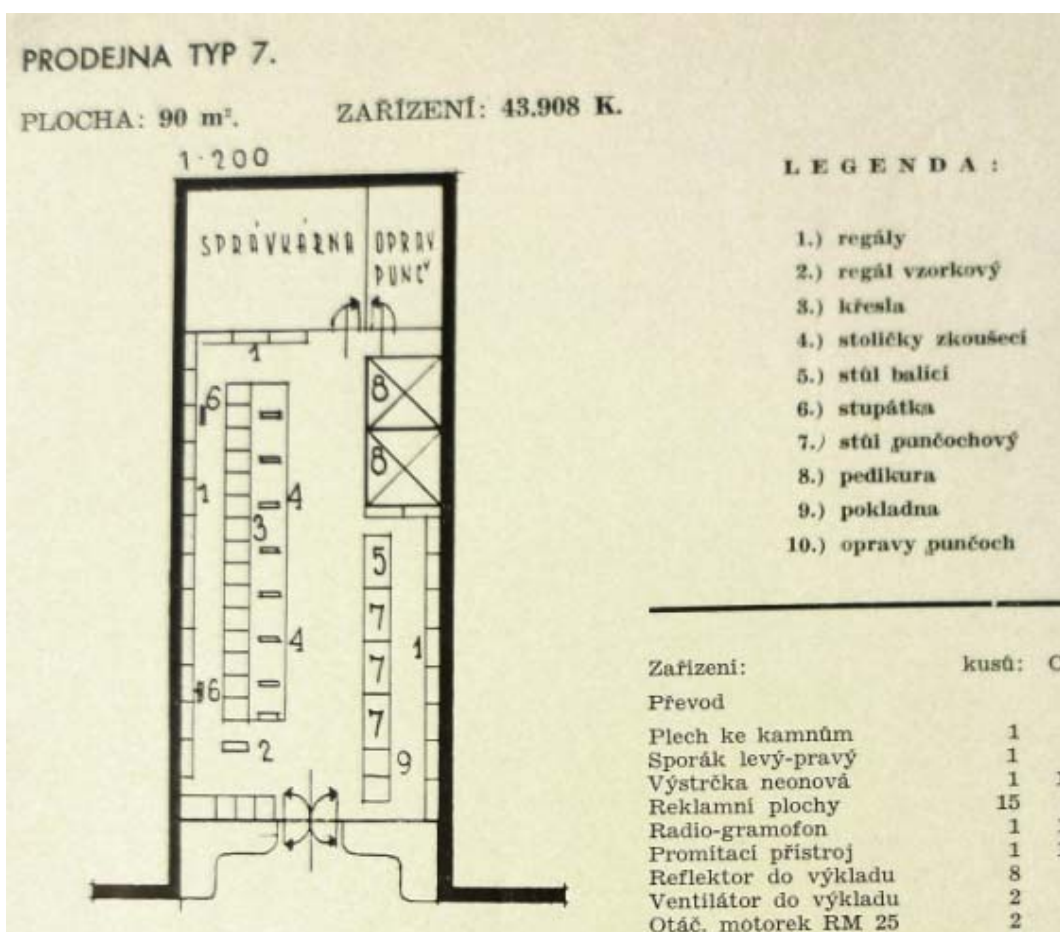 PRODEJNA TYP 7.
PLOCHA: 90 m². ZAŘÍZENÍ: 43.908 K.
1·200
SPRÁVKÁRNA
OPRAV
PUNČ
1
6
8
1
8
4
1
3
5
7
4
1
7
6
7
2
9
LEGENDA:
1.) regály
2.) regál vzorkový
3.) křesla
4.) stoličky zkoušecí
5.) stůl balicí
6.) stupátka
7.) stůl punčochový
8.) pedikura
9.) pokladna
10.) opravy punčoch
Zařízení: kusů:
Převod
Plech ke kamnům 1
Sporák levý-pravý 1
Výstrčka neonová 1
Reklamní plochy 15
Radio-gramofon 1
Promítací přístroj 1
Reflektor do výkladu 8
Ventilátor do výkladu 2
Otáč. motorek RM 25 2